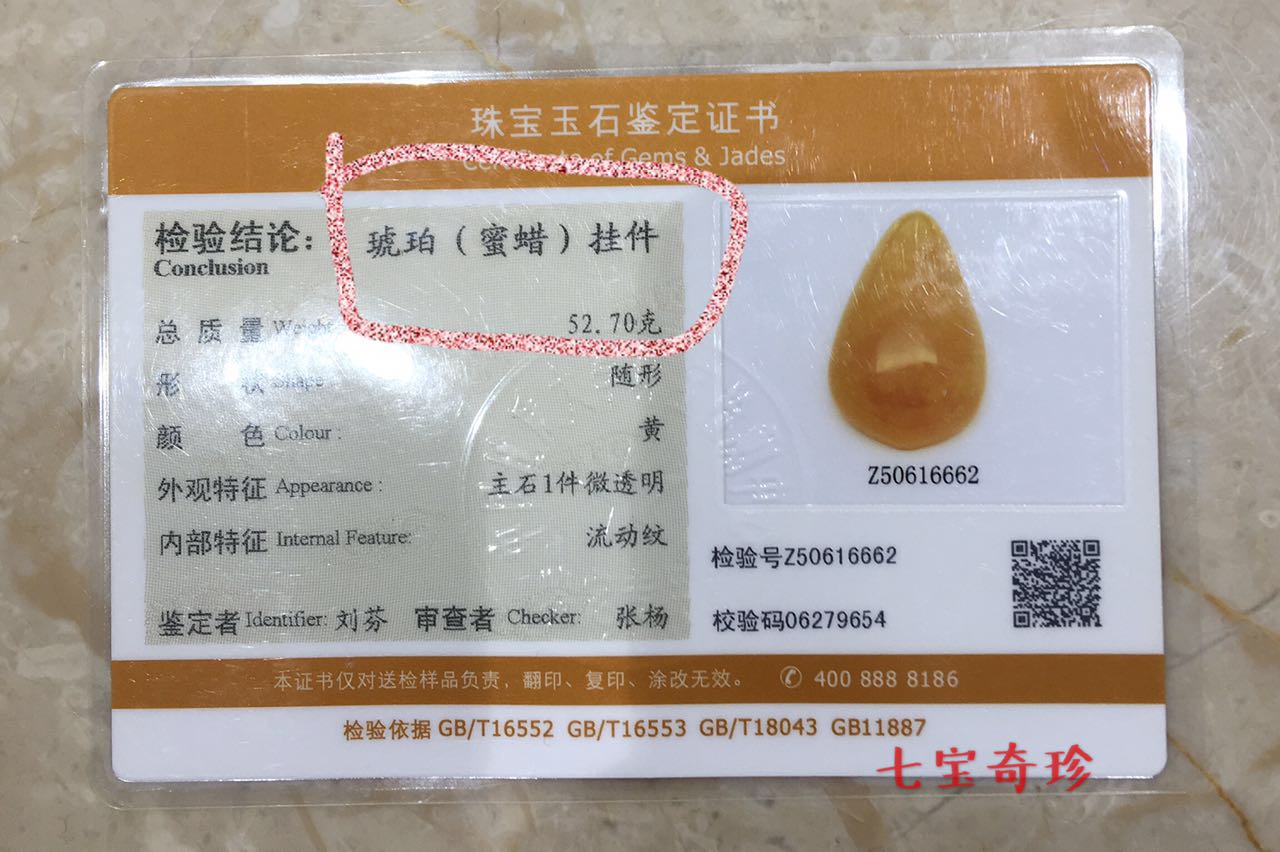 珠宝玉石鉴定证书
Certificate of Gems & Jades
检验结论: 琥珀（蜜蜡）挂件
Conclusion
总质量 Weight 52.70克
形状 Shape 随形
颜色 Colour: 黄
外观特征 Appearance: 主石1件微透明
内部特征 Internal Feature: 流动纹
鉴定者 Identifier: 刘芬 审查者 Checker: 张杨
Z50616662
检验号Z50616662
校验码06279654
本证书仅对送检样品负责，翻印、复印、涂改无效。 400 888 8186
检验依据 GB/T16552 GB/T16553 GB/T18043 GB11887
七宝奇珍